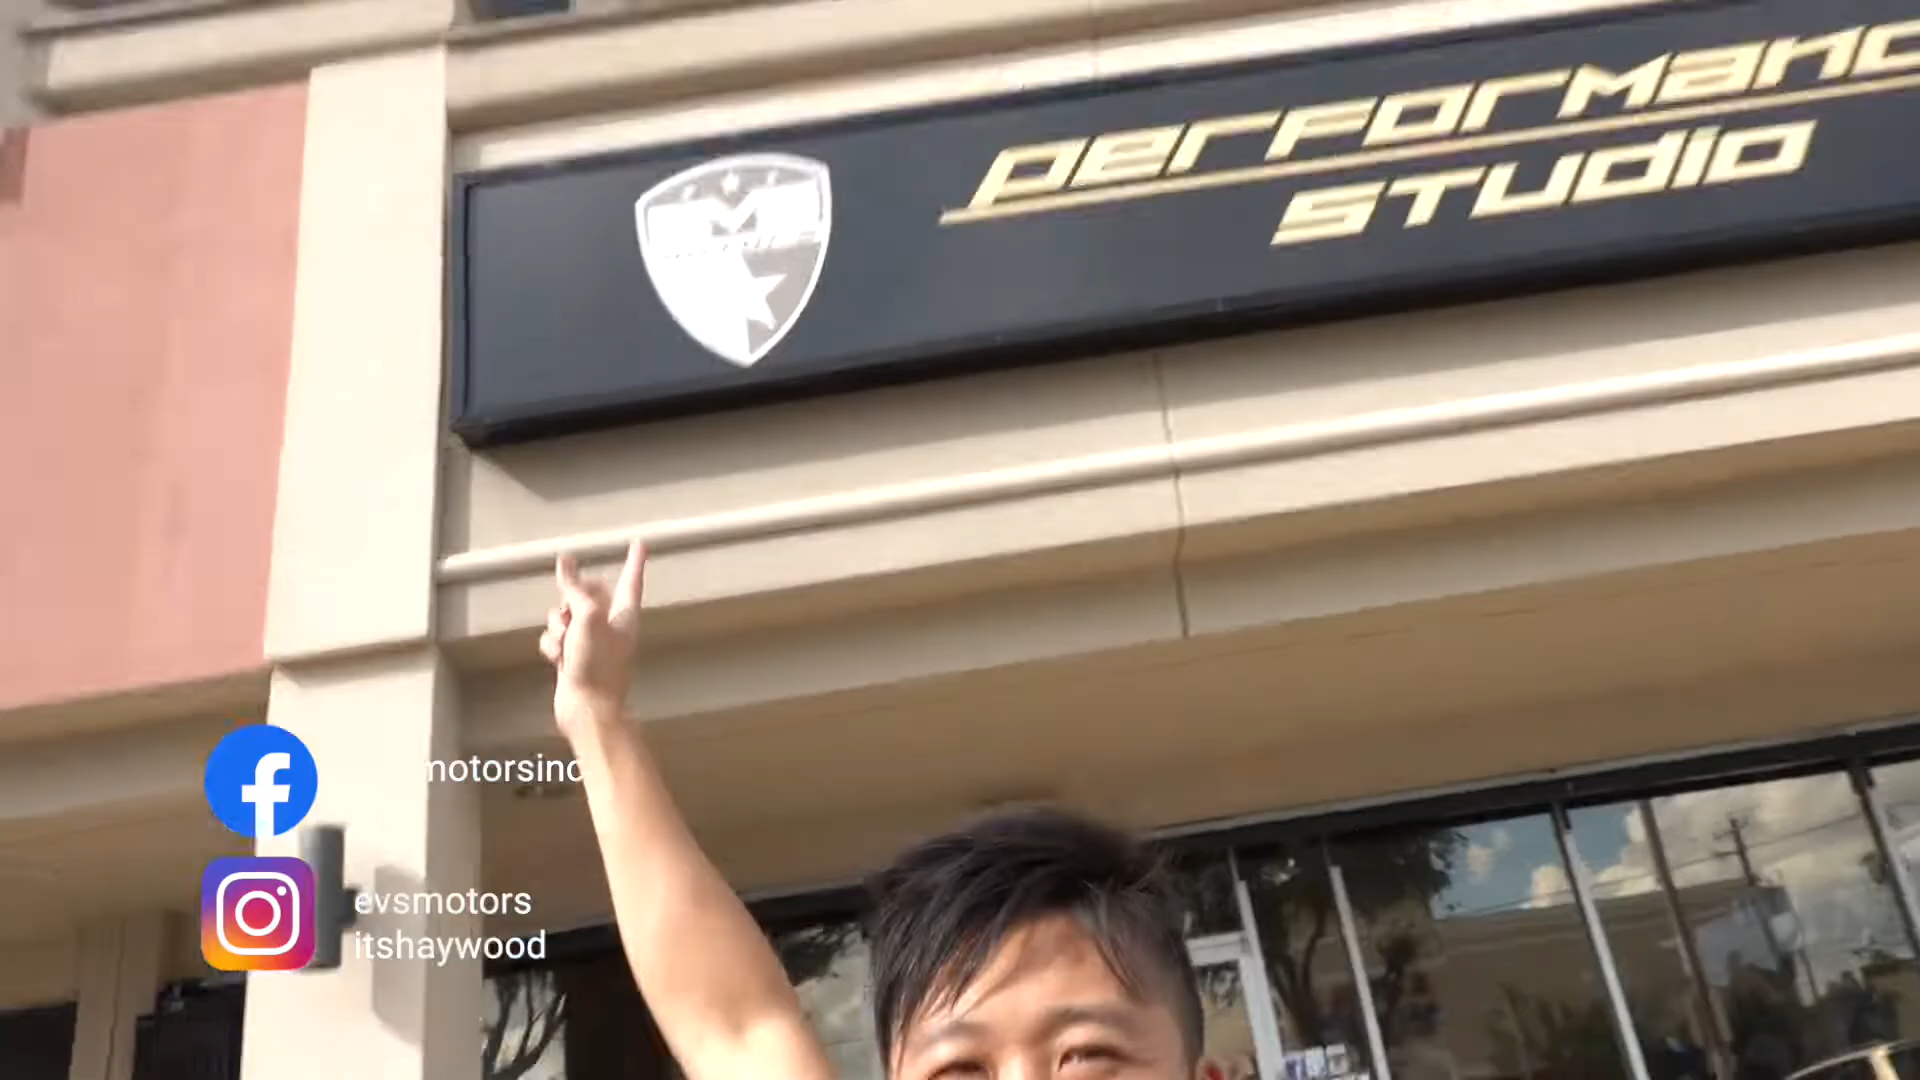 performanc
studio
motorsinc
evsmotors
itshaywood